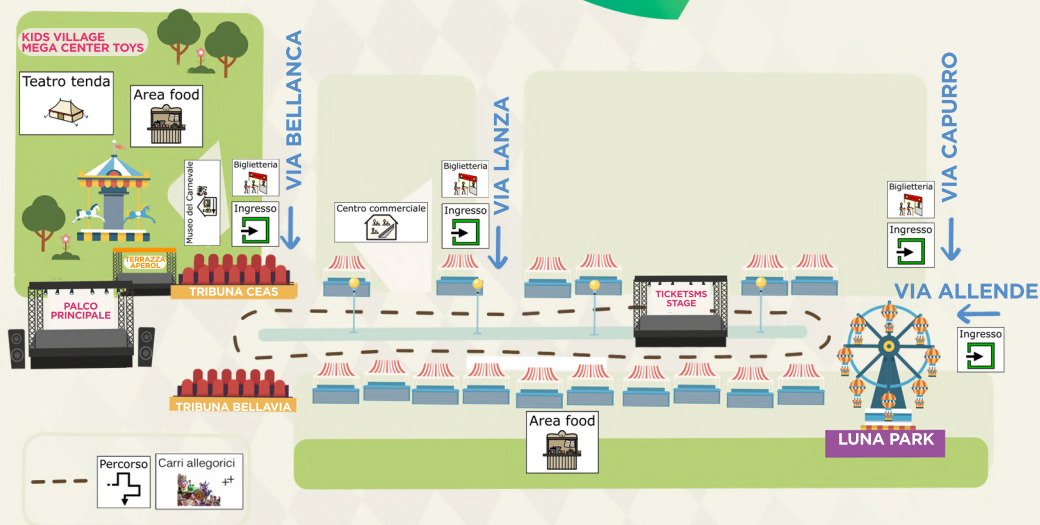 KIDS VILLAGE
MEGA CENTER TOYS
Teatro tenda
Area food
VIA BELLANCA
Museo del Carnevale
Biglietteria
Ingresso
Centro commerciale
Biglietteria
Ingresso
VIA LANZA
VIA CAPURRO
Biglietteria
Ingresso
VIA ALLENDE
Ingresso
TERRAZZA
APEROL
TRIBUNA CEAS
PALCO
PRINCIPALE
TICKETSMS
STAGE
TRIBUNA BELLAVIA
Area food
LUNA PARK
Percorso
Carri allegorici
++